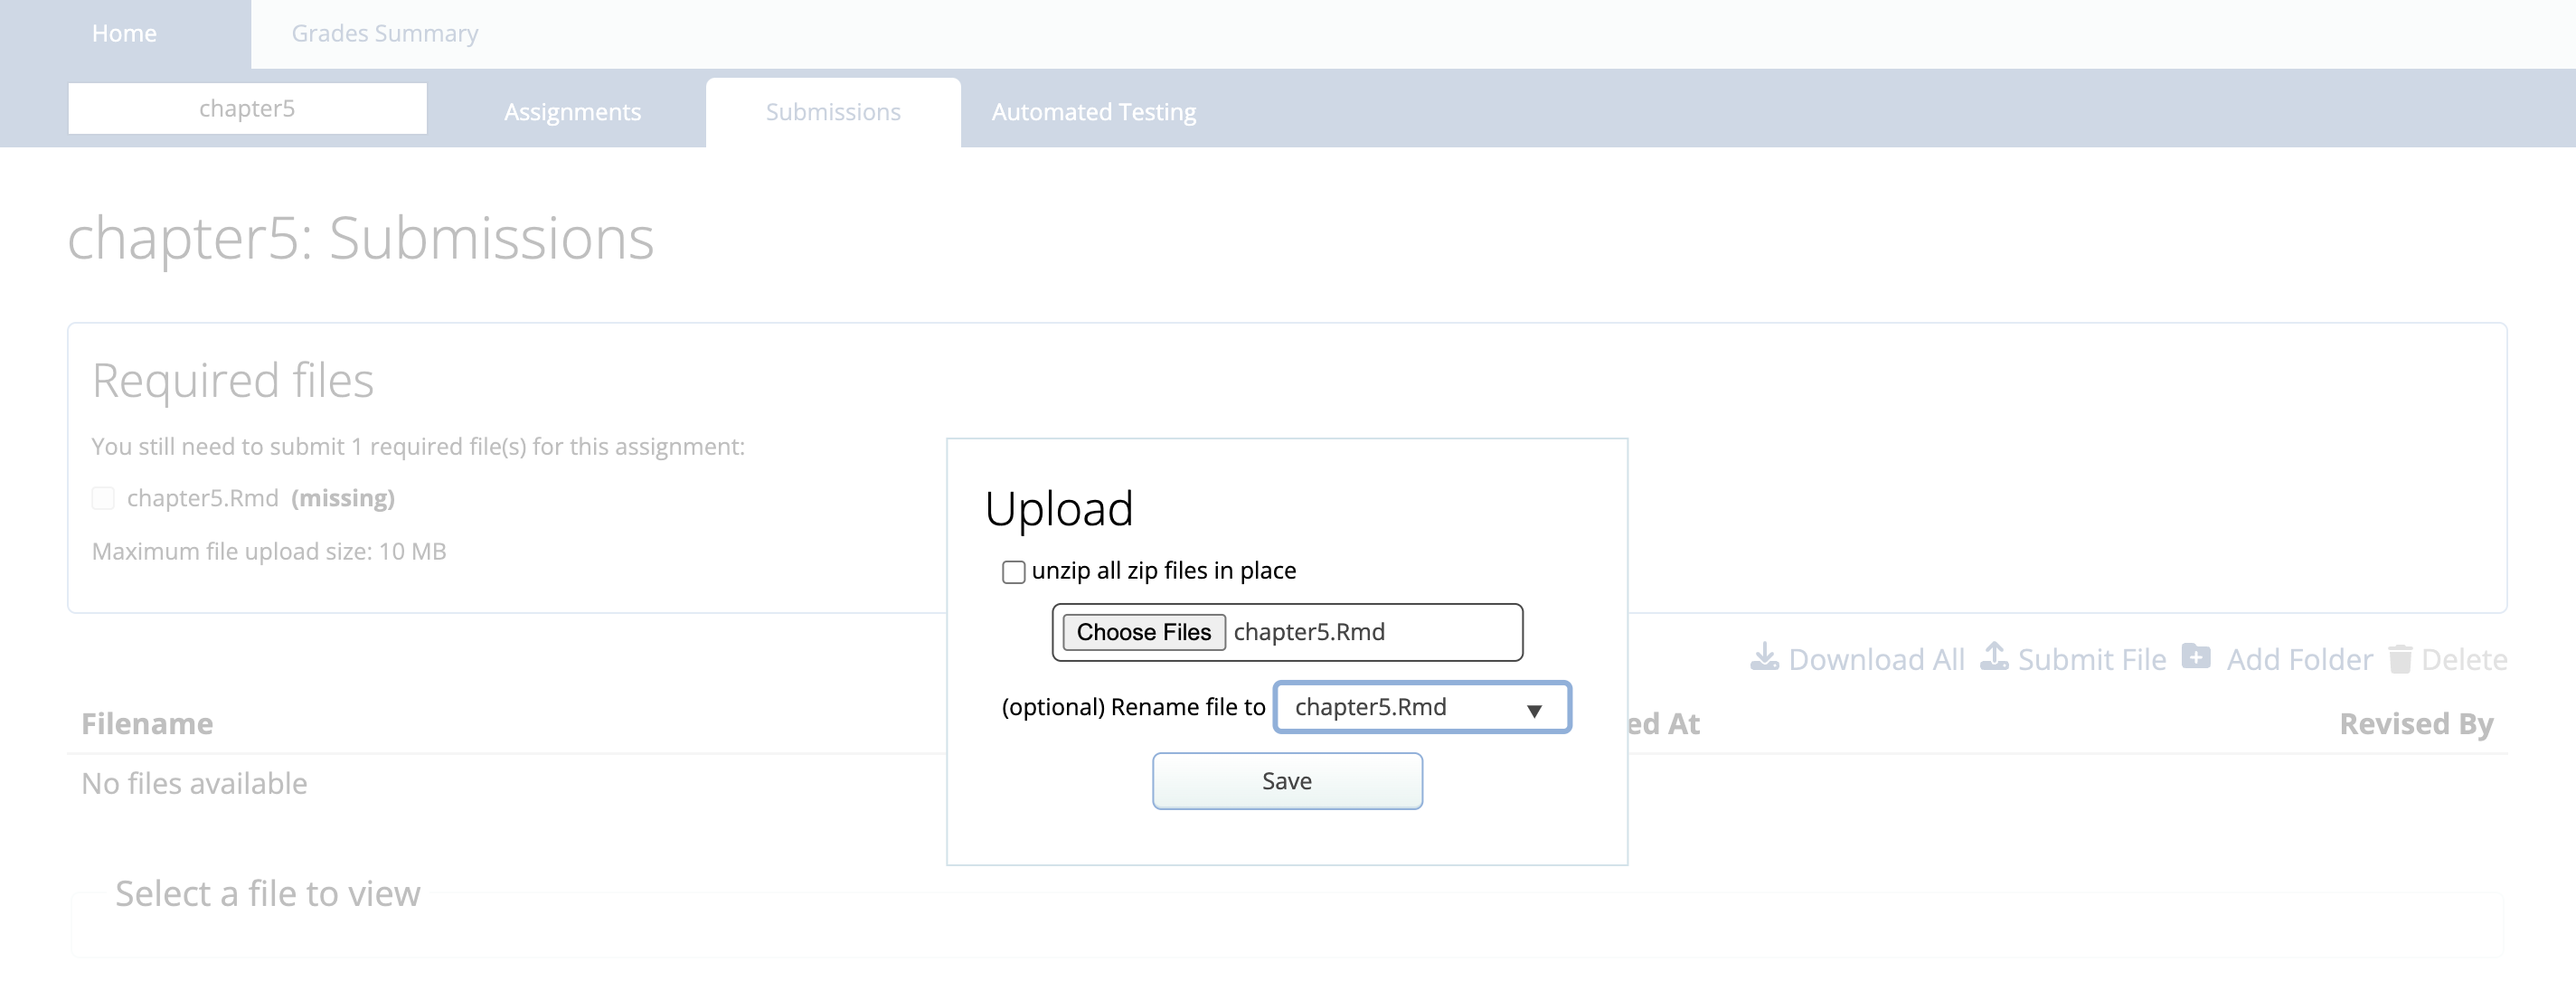 Home Grades Summary
chapter5 Assignments Submissions Automated Testing
chapter5: Submissions
Required files
You still need to submit 1 required file(s) for this assignment:
chapter5.Rmd (missing)
Maximum file upload size: 10 MB
Upload
unzip all zip files in place
Choose Files chapter5.Rmd
(optional) Rename file to chapter5.Rmd
Save
Download All Submit File Add Folder Delete
Filename ed At Revised By
No files available
Select a file to view